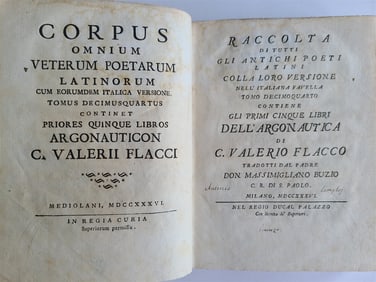 CORPUS
OMNIUM
VETERUM POETARUM
LATINORUM
CUM EORUMDEM ITALICA VERSIONE.
TOMUS DECIMUSQUARTUS
CONTINET
PRIORES QUINQUE LIBROS
ARGONAUTICON
C. VALERII FLACCI
MEDIOLANI, MDCCXXXVI.
IN REGIA CURIA
Superiorum permissu.
RACCOLTA
DI TUTTI
GLI ANTICHI POETI
LATINI
COLLA LORO VERSIONE
NELL'ITALIANA FAVELLA
TOMO DECIMOQUARTO
CONTIENE
GLI PRIMI CINQUE LIBRI
DELL'ARGONAUTICA
DI
C. VALERIO FLACCO
TRADOTTI DAL PADRE
DON MASSIMIGLIANO BUZIO
C. R. DI S. PAOLO.
MILANO, MDCCXXXVI.
NEL REGIO DUCAL PALAZZO
Con licenza de' Superiori.